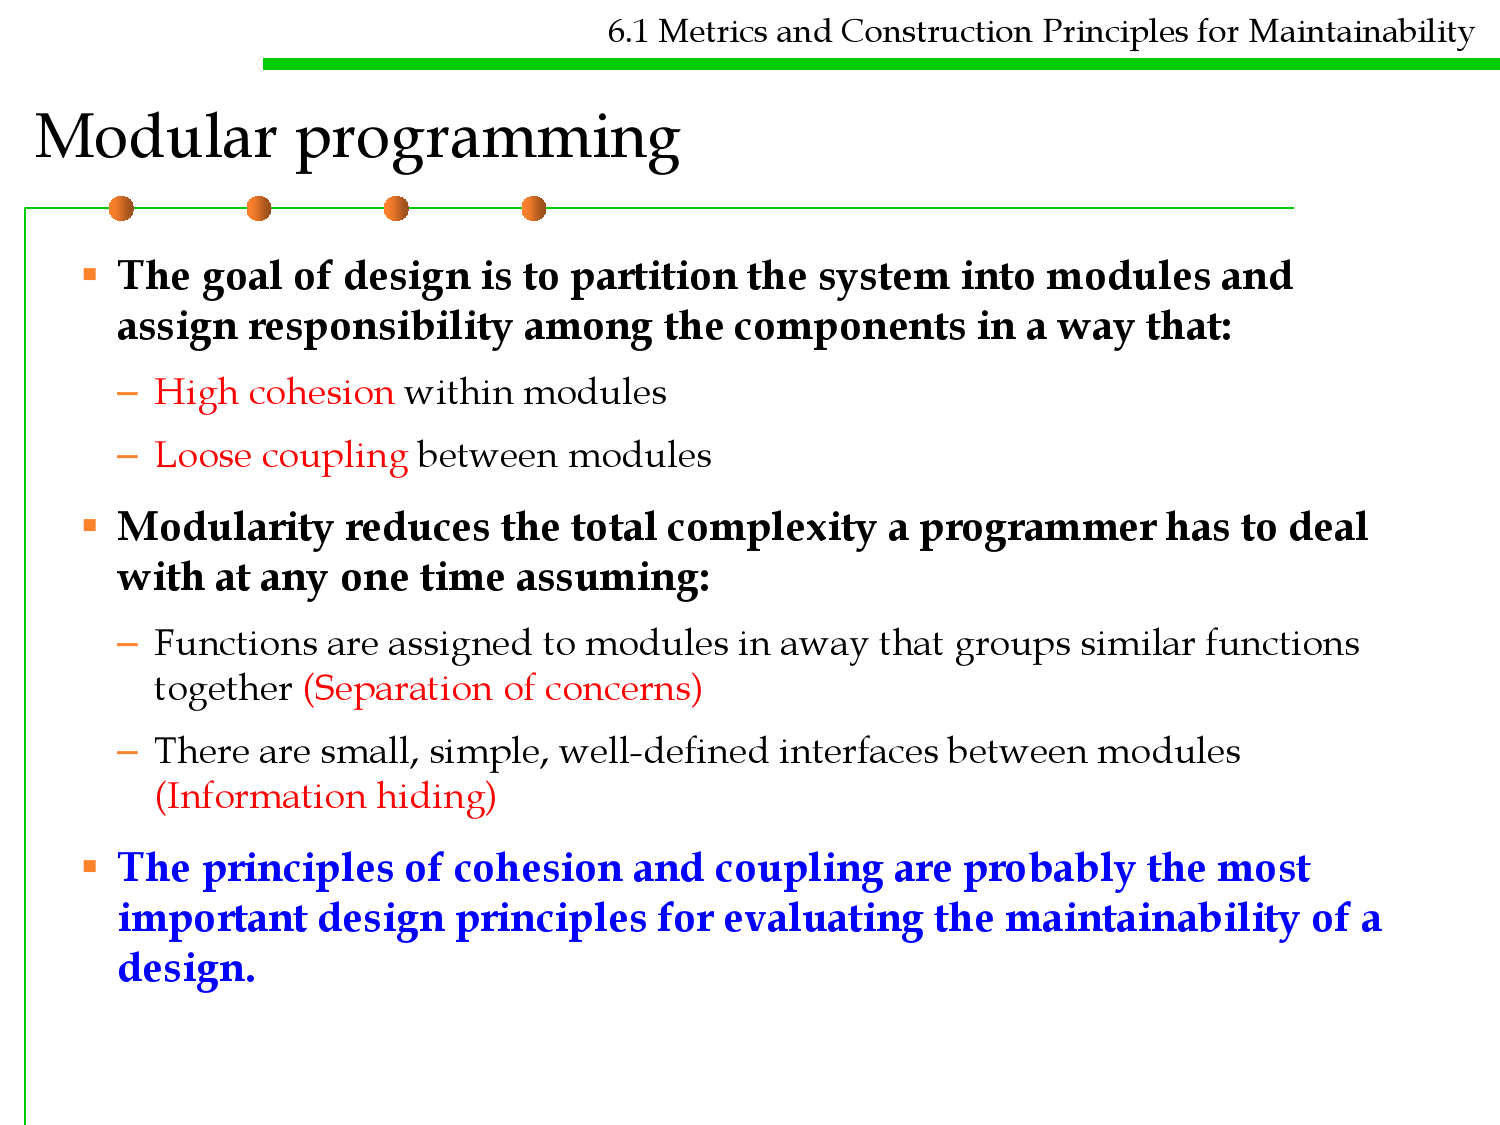 6.1 Metrics and Construction Principles for Maintainability
Modular programming
▪ The goal of design is to partition the system into modules and
assign responsibility among the components in a way that:
– High cohesion within modules
– Loose coupling between modules
▪ Modularity reduces the total complexity a programmer has to deal
with at any one time assuming:
– Functions are assigned to modules in away that groups similar functions
together (Separation of concerns)
– There are small, simple, well-defined interfaces between modules
(Information hiding)
▪ The principles of cohesion and coupling are probably the most
important design principles for evaluating the maintainability of a
design.